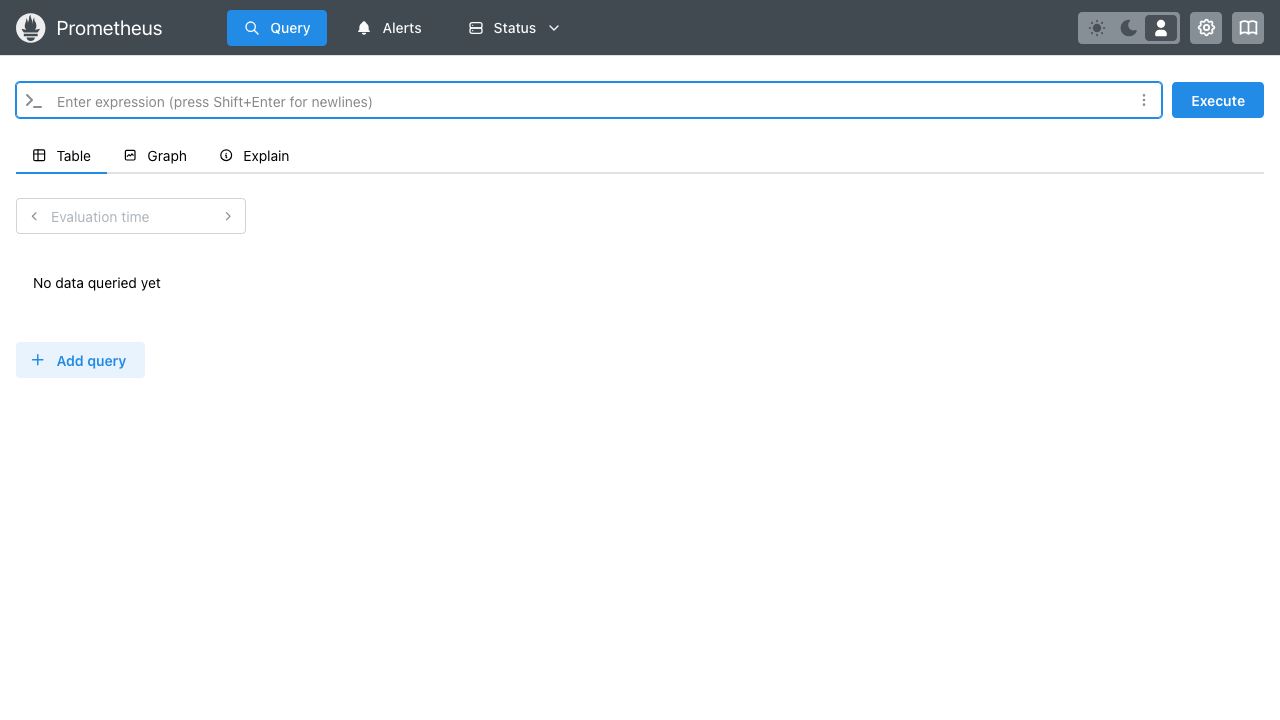 Prometheus
Query
Alerts
Status
Enter expression (press Shift+Enter for newlines)
Execute
Table
Graph
Explain
Evaluation time
No data queried yet
Add query